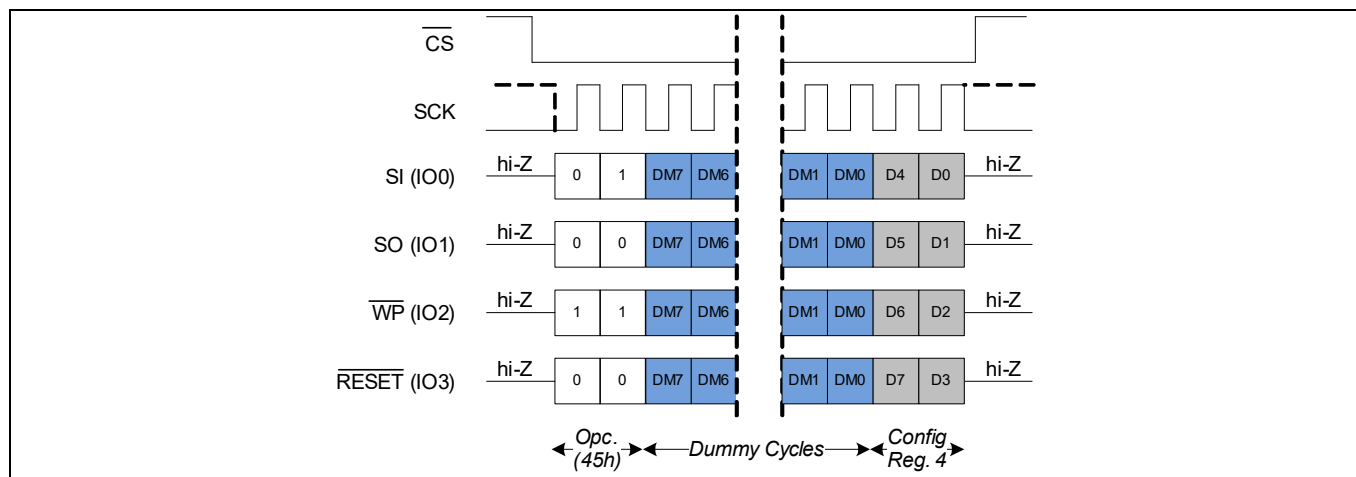 CS
SCK
SI (IO0) hi-Z 0 1 DM7 DM6 DM1 DM0 D4 D0 hi-Z
SO (IO1) hi-Z 0 0 DM7 DM6 DM1 DM0 D5 D1 hi-Z
WP (IO2) hi-Z 1 1 DM7 DM6 DM1 DM0 D6 D2 hi-Z
RESET (IO3) hi-Z 0 0 DM7 DM6 DM1 DM0 D7 D3 hi-Z
Opc. (45h) Dummy Cycles Config Reg. 4